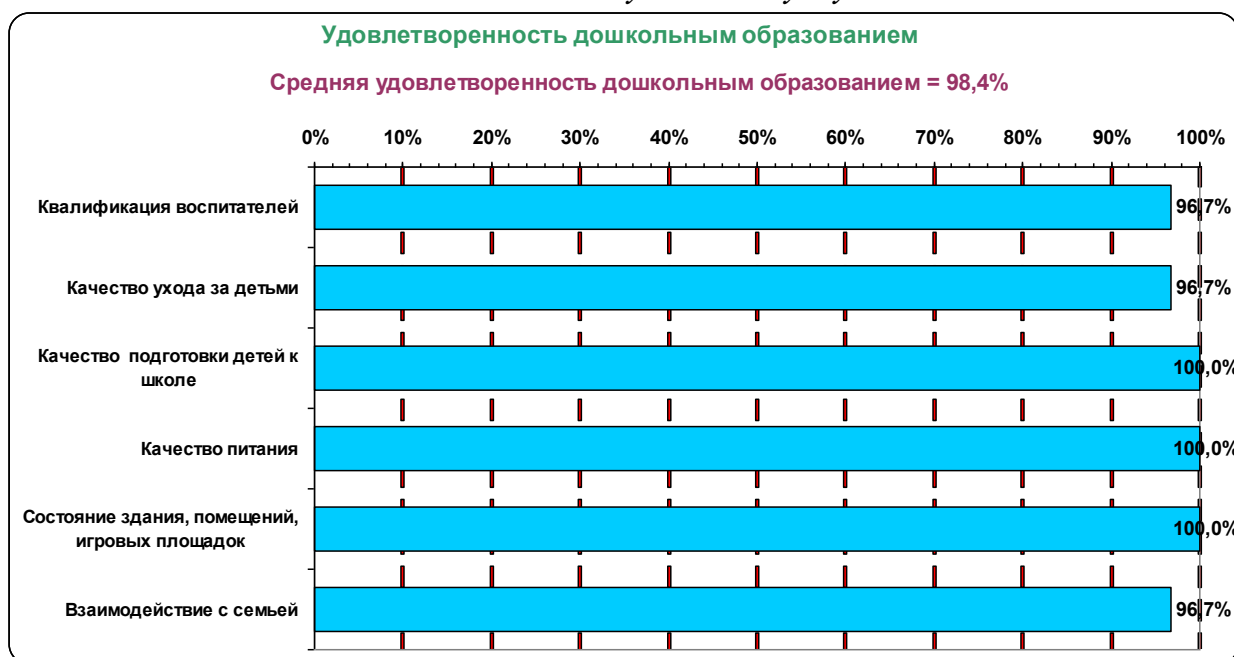 Удовлетворенность дошкольным образованием
Средняя удовлетворенность дошкольным образованием = 98,4%
0% 10% 20% 30% 40% 50% 60% 70% 80% 90% 100%
Квалификация воспитателей 96,7%
Качество ухода за детьми 96,7%
Качество подготовки детей к
школе
100,0%
Качество питания 100,0%
Состояние здания, помещений,
игровых площадок
100,0%
Взаимодействие с семьей 96,7%